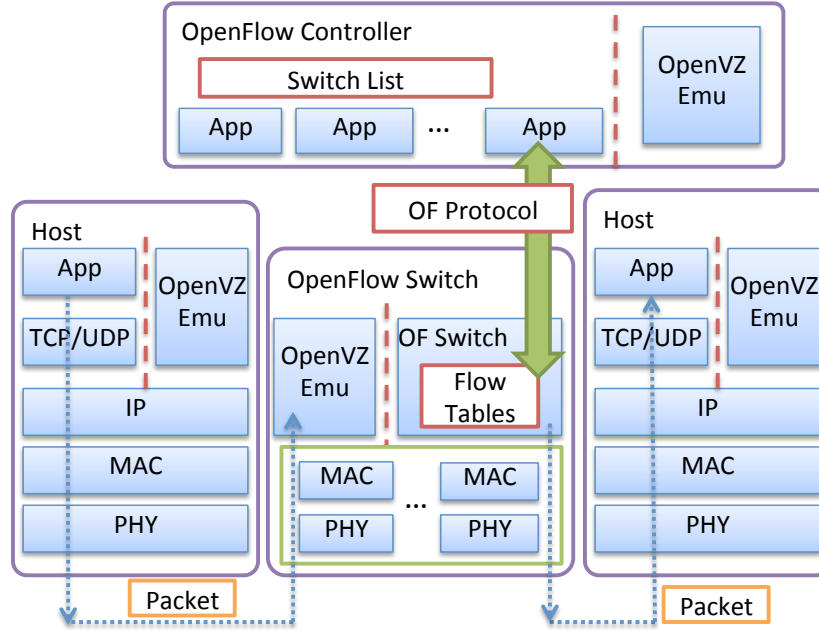 OpenFlow Controller
Switch List
App
App
...
App
OpenVZ
Emu
OF Protocol
Host
App
OpenVZ
Emu
TCP/UDP
IP
MAC
PHY
OpenFlow Switch
OpenVZ
Emu
OF Switch
Flow
Tables
MAC
...
MAC
PHY
PHY
Host
App
OpenVZ
Emu
TCP/UDP
IP
MAC
PHY
Packet
Packet